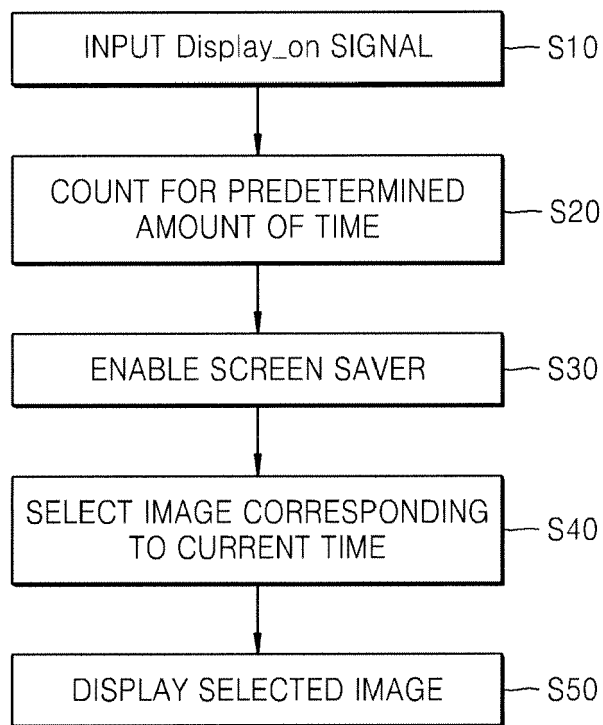 INPUT Display_on SIGNAL
S10
COUNT FOR PREDETERMINED
AMOUNT OF TIME
S20
ENABLE SCREEN SAVER
S30
SELECT IMAGE CORRESPONDING
TO CURRENT TIME
S40
DISPLAY SELECTED IMAGE
S50